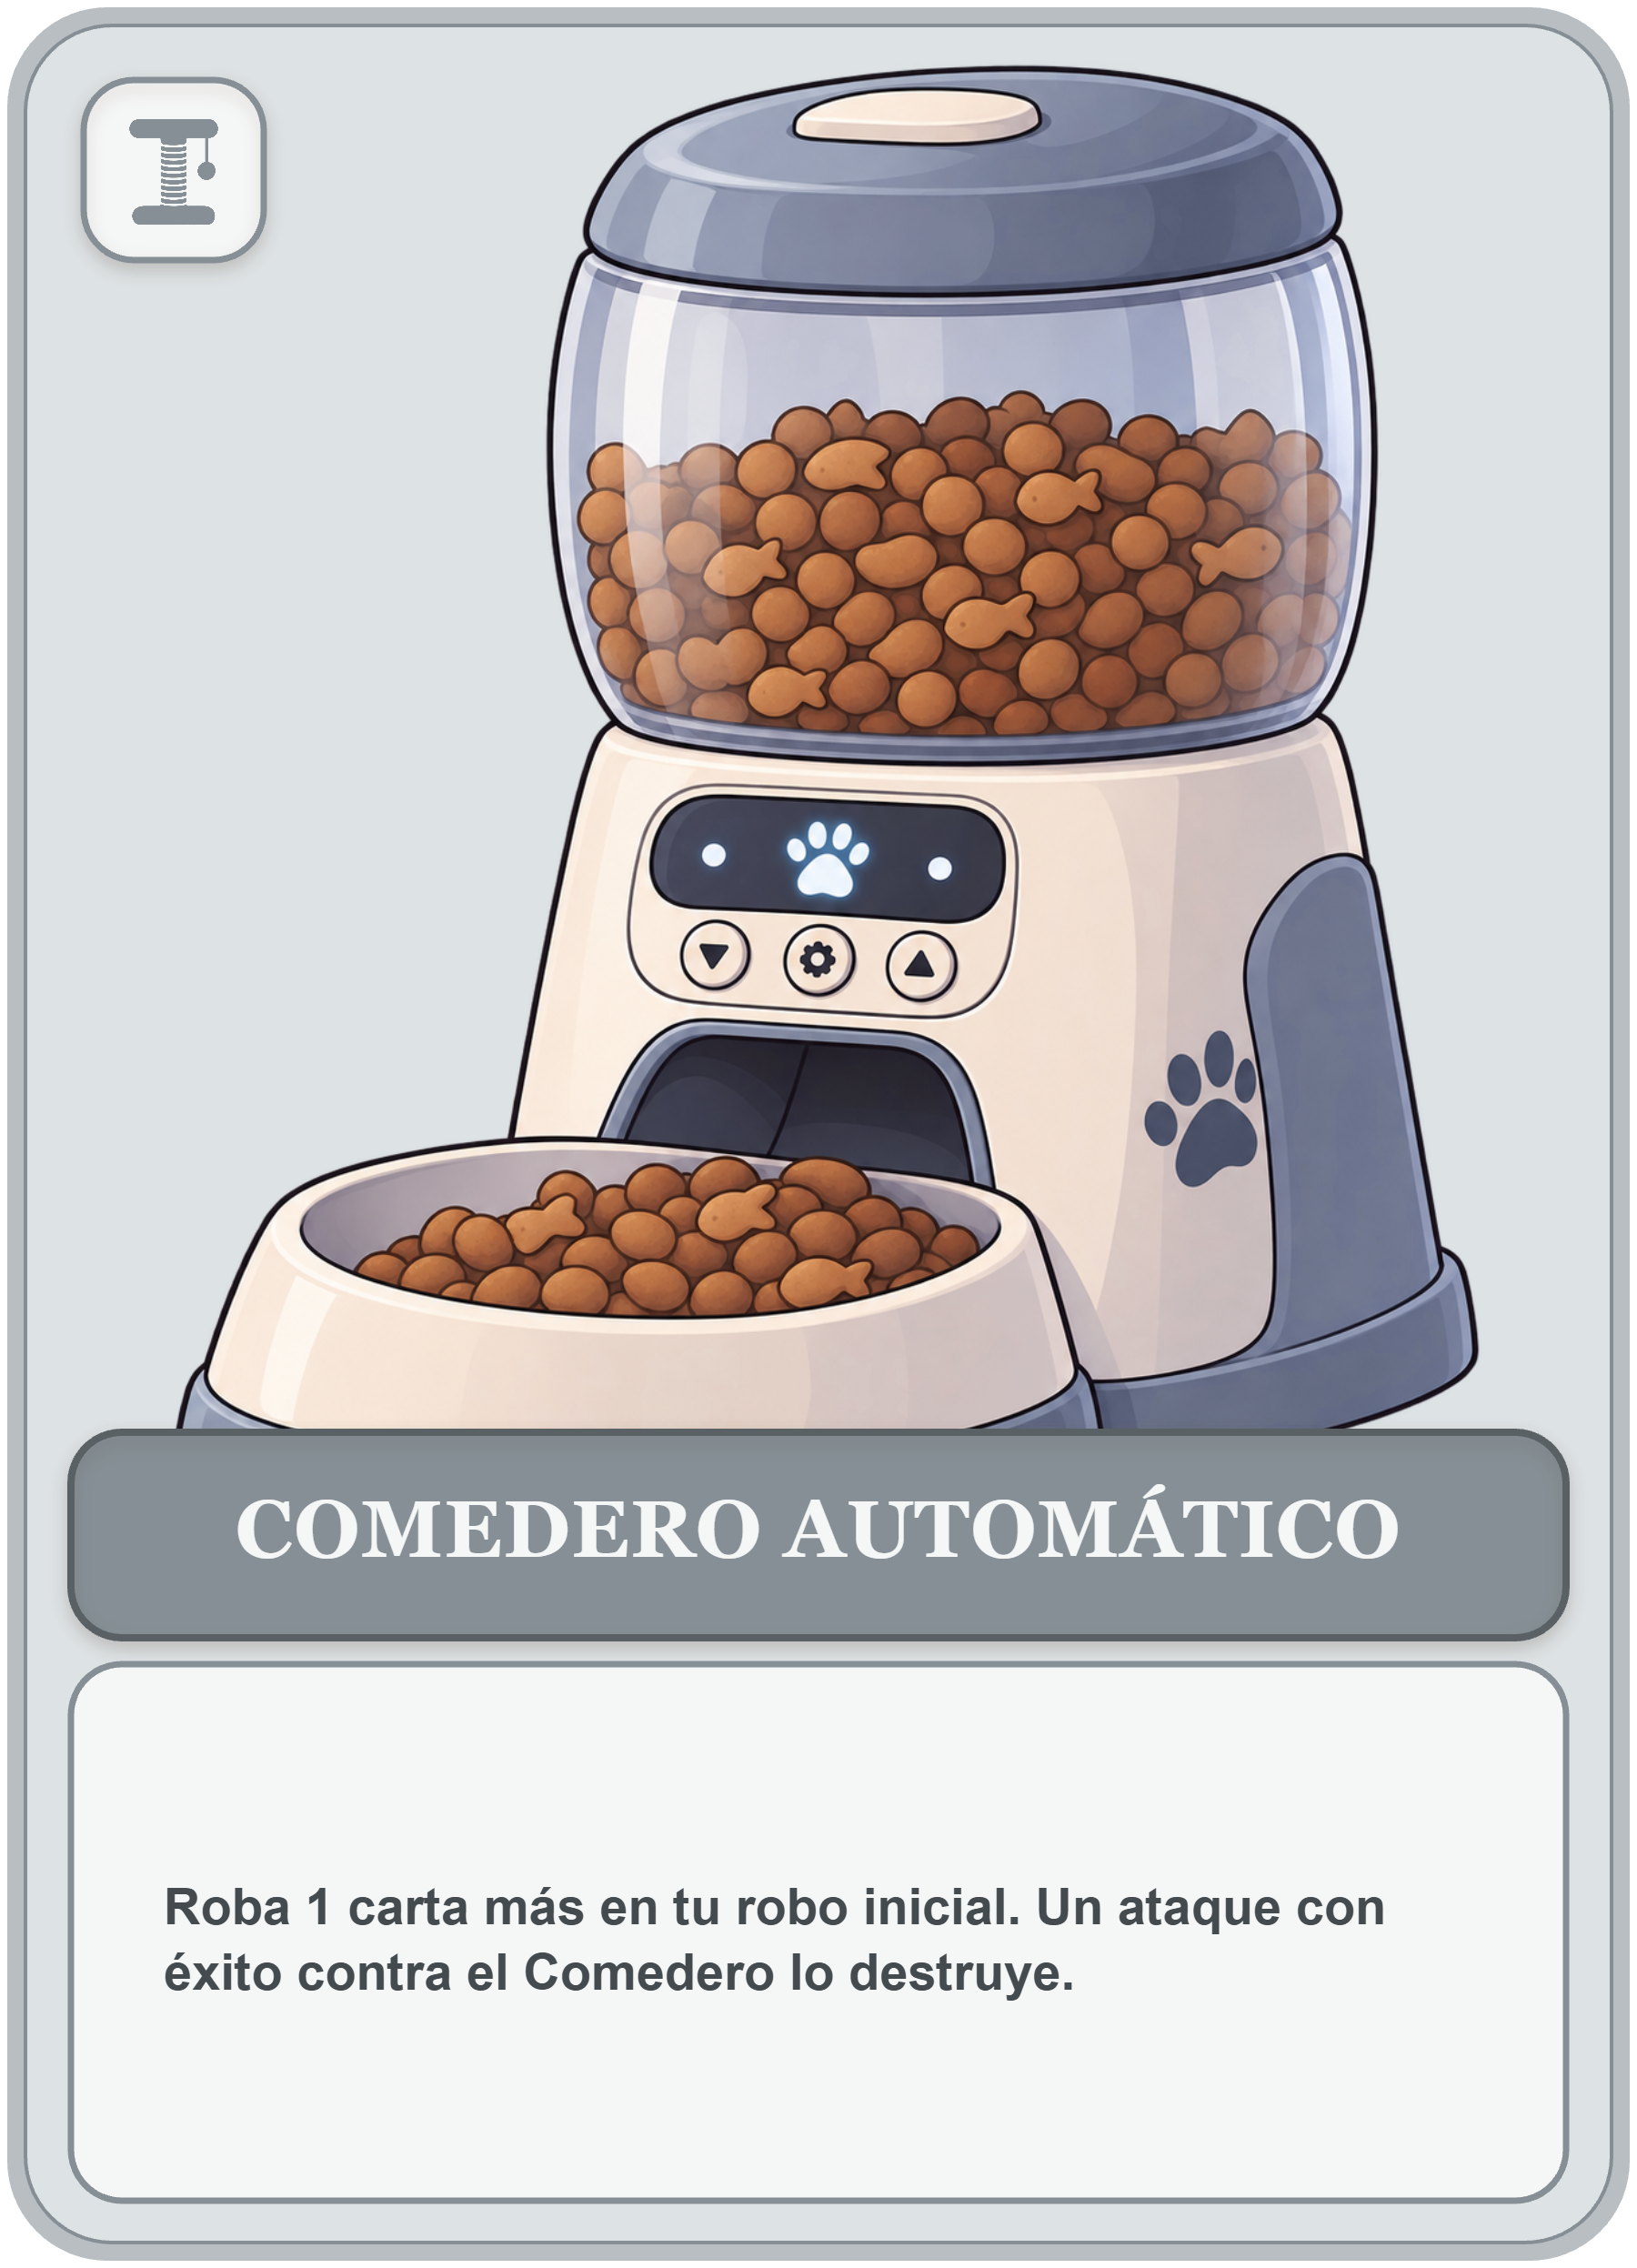 COMEDERO AUTOMÁTICO
Roba 1 carta más en tu robo inicial. Un ataque con
éxito contra el Comedero lo destruye.